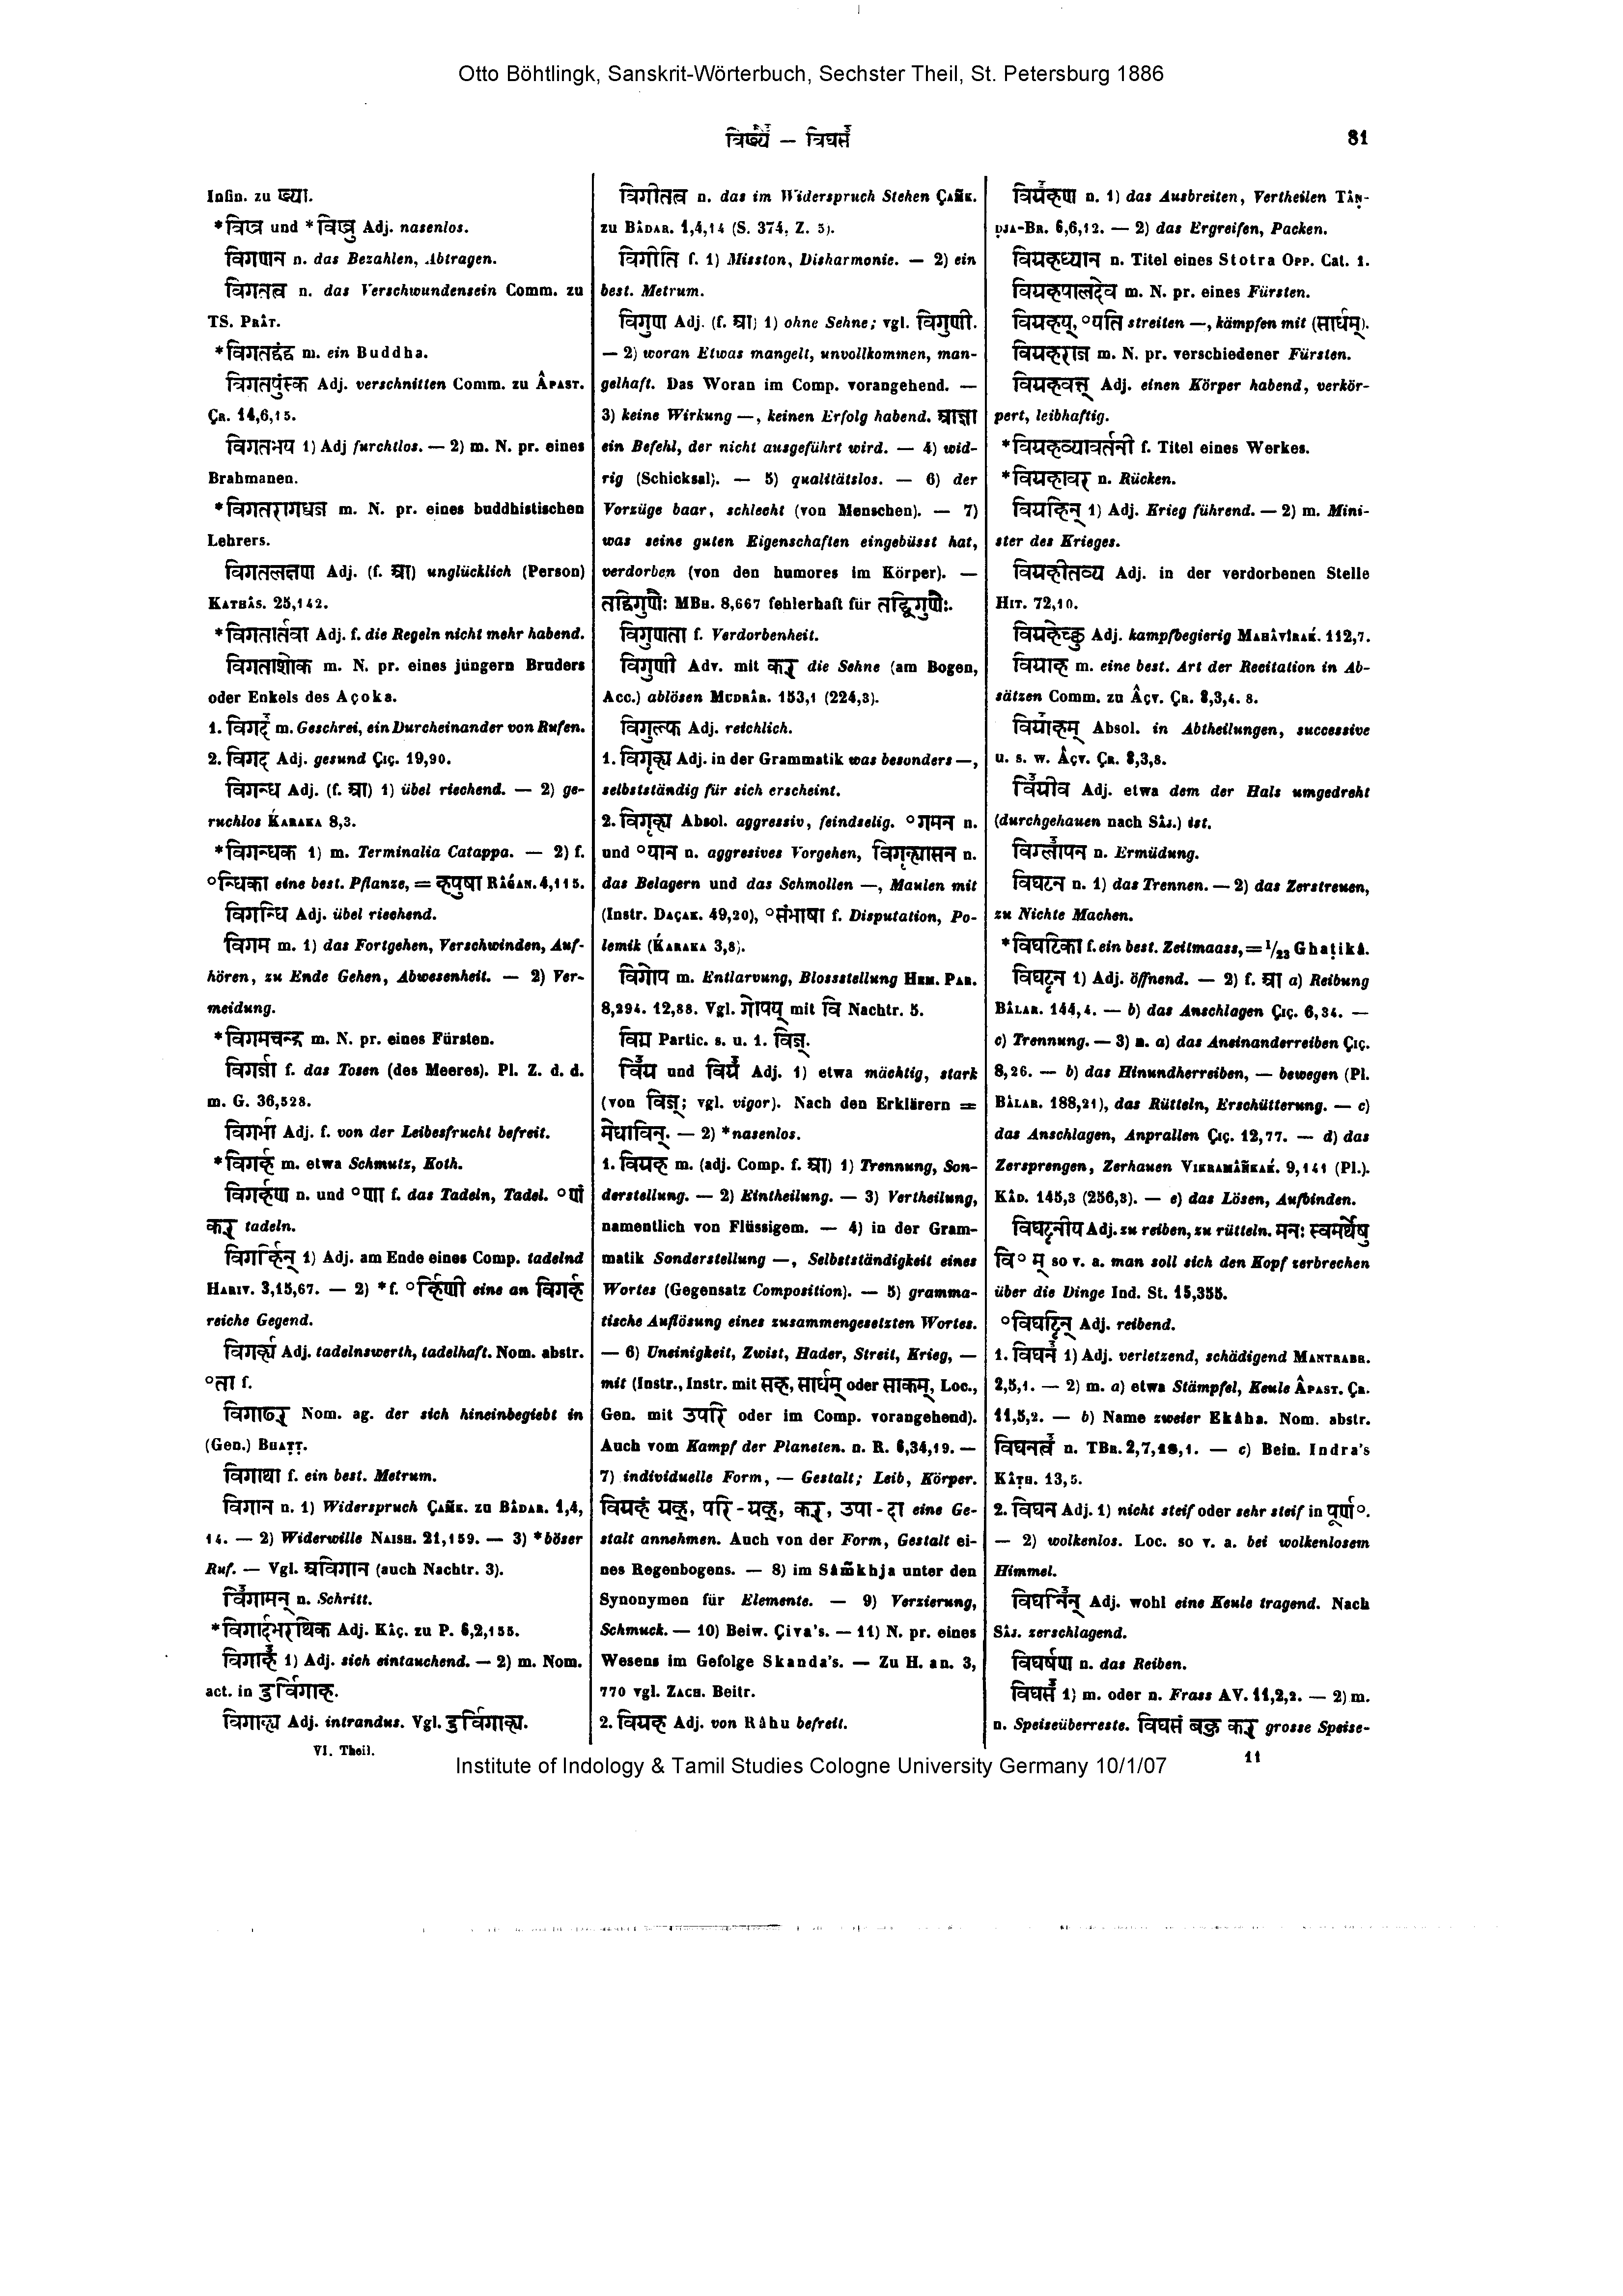 Otto Böhtlingk, Sanskrit-Wörterbuch, Sechster Theil, St. Petersburg 1886
विख्यै — विघस 81
Infin. zu ख्या.
*विख्र und *विख्रु Adj. nasenlos.
विगणन n. das Bezahlen, Abtragen.
विगतत्व n. das Verschwundensein Comm. zu
TS. Prât.
*विगतद्वंद्व m. ein Buddha.
विगतपुंस्क Adj. verschnitten Comm. zu Âpast.
Çr. 14,6,15.
विगतभय 1) Adj furchtlos. — 2) m. N. pr. eines
Brahmanen.
*विगतरागध्वज m. N. pr. eines buddhistischen
Lehrers.
विगतलक्षण Adj. (f. आ) unglücklich (Person)
Kathâs. 25,142.
*विगतार्तवा Adj. f. die Regeln nicht mehr habend.
विगताशोक m. N. pr. eines jüngern Bruders
oder Enkels des Açoka.
1. विगद m. Geschrei, ein Durcheinander von Rufen.
2. विगद Adj. gesund Çiç. 19,90.
विगन्ध Adj. (f. आ) 1) übel riechend. — 2) ge-
ruchlos Karaka 8,3.
*विगन्धक 1) m. Terminalia Catappa. — 2) f.
°न्धिका eine best. Pflanze, = हपुषा Râgan. 4,115.
विगन्धि Adj. übel riechend.
विगम m. 1) das Fortgehen, Verschwinden, Auf-
hören, zu Ende Gehen, Abwesenheit. — 2) Ver-
meidung.
*विगमचन्द्र m. N. pr. eines Fürsten.
विगर्जा f. das Tosen (des Meeres). Pl. Z. d. d.
m. G. 36,528.
विगर्भा Adj. f. von der Leibesfrucht befreit.
*विगर्ह m. etwa Schmutz, Koth.
विगर्हण n. und °णा f. das Tadeln, Tadel. °णां
कर् tadeln.
विगर्हिन् 1) Adj. am Ende eines Comp. tadelnd
Hariv. 3,15,67. — 2) *f. °र्हिणी eine an विगर्ह
reiche Gegend.
विगर्ह्य Adj. tadelnswerth, tadelhaft. Nom. abstr.
°ता f.
विगाढर् Nom. ag. der sich hineinbegiebt in
(Gen.) Bhatt.
विगाथा f. ein best. Metrum.
विगान n. 1) Widerspruch Çaṁk. zu Bâdar. 1,4,
14. — 2) Widerwille Naish. 21,159. — 3) *böser
Ruf. — Vgl. अविगान (auch Nachtr. 3).
विगामन् n. Schritt.
*विगार्दभरथिक Adj. Kâç. zu P. 6,2,155.
विगाह 1) Adj. sich eintauchend. — 2) m. Nom.
act. in दुर्विगाह.
विगाह्य Adj. intrandus. Vgl. दुर्विगाह्य.
VI. Theil.
विगीतत्व n. das im Widerspruch Stehen Çaṁk.
zu Bâdar. 1,4,14 (S. 374, Z. 5).
विगीति f. 1) Misston, Disharmonie. — 2) ein
best. Metrum.
विगुण Adj. (f. आ) 1) ohne Sehne; vgl. विगुणी.
— 2) woran Etwas mangelt, unvollkommen, man-
gelhaft. Das Woran im Comp. vorangehend. —
3) keine Wirkung —, keinen Erfolg habend. आज्ञा
ein Befehl, der nicht ausgeführt wird. — 4) wid-
rig (Schicksal). — 5) qualitätslos. — 6) der
Vorzüge baar, schlecht (von Menschen). — 7)
was seine guten Eigenschaften eingebüsst hat,
verdorben (von den humores im Körper). —
तद्विगुणैः MBh. 8,667 fehlerhaft für तद्धि गुणैः.
विगुणता f. Verdorbenheit.
विगुणी Adv. mit कर् die Sehne (am Bogen,
Acc.) ablösen Mudrâr. 153,1 (224,3).
विगुल्फ Adj. reichlich.
1. विगृह्य Adj. in der Grammatik was besonders —,
selbstständig für sich erscheint.
2. विगृह्य Absol. aggressiv, feindselig. °गमन n.
und °यान n. aggresives Vorgehen, विगृह्यासन n.
das Belagern und das Schmollen —, Maulen mit
(Instr. Daçak. 49,20), °संभाषा f. Disputation, Po-
lemik (Karaka 3,8).
विगोप m. Entlarvung, Blossstellung Hem. Par.
8,294. 12,88. Vgl. गोपय् mit वि Nachtr. 5.
विग्न Partic. s. u. 1. विज्.
विग्र und विग्र Adj. 1) etwa mächtig, stark
(von विज्; vgl. vigor). Nach den Erklärern =
मेधाविन्. — 2) *nasenlos.
1. विग्रह m. (adj. Comp. f. आ) 1) Trennung, Son-
derstellung. — 2) Eintheilung. — 3) Vertheilung,
namentlich von Flüssigem. — 4) in der Gram-
matik Sonderstellung —, Selbstständigkeit eines
Wortes (Gegensatz Composition). — 5) gramma-
tische Auflösung eines zusammengesetzten Wortes.
— 6) Uneinigkeit, Zwist, Hader, Streit, Krieg, —
mit (Instr., Instr. mit सह, सार्धम् oder साकम्, Loc.,
Gen. mit उपरि oder im Comp. vorangehend).
Auch vom Kampf der Planeten. n. R. 6,34,19. —
7) individuelle Form, — Gestalt; Leib, Körper.
विग्रहं ग्रह्, परि-ग्रह्, कर्, उपा-दा eine Ge-
stalt annehmen. Auch von der Form, Gestalt ei-
nes Regenbogens. — 8) im Sâṁkhja unter den
Synonymen für Elemente. — 9) Verzierung,
Schmuck. — 10) Beiw. Çiva's. — 11) N. pr. eines
Wesens im Gefolge Skanda's. — Zu H. an. 3,
770 vgl. Zach. Beitr.
2. विग्रह Adj. von Râhu befreit.
विग्रहण n. 1) das Ausbreiten, Vertheilen Tân-
dja-Br. 6,6,12. — 2) das Ergreifen, Packen.
विग्रहध्यान n. Titel eines Stotra Opp. Cat. 1.
विग्रहपालदेव m. N. pr. eines Fürsten.
विग्रहय्, °यति streiten —, kämpfen mit (सार्धम्).
विग्रहराज m. N. pr. verschiedener Fürsten.
विग्रहवत् Adj. einen Körper habend, verkör-
pert, leibhaftig.
*विग्रहव्यावर्तनी f. Titel eines Werkes.
*विग्रहावर n. Rücken.
विग्रहिन् 1) Adj. Krieg führend. — 2) m. Mini-
ster des Krieges.
विग्रहीतव्य Adj. in der verdorbenen Stelle
Hit. 72,10.
विग्रहेच्छु Adj. kampfbegierig Mahâvîrak. 112,7.
विग्राह m. eine best. Art der Recitation in Ab-
sätzen Comm. zu Âçv. Çr. 8,3,4. 8.
विग्राहम् Absol. in Abtheilungen, successive
u. s. w. Âçv. Çr. 8,3,8.
विग्रीव Adj. etwa dem der Hals umgedreht
(durchgehauen nach Sâj.) ist.
विग्लापन n. Ermüdung.
विघटन n. 1) das Trennen. — 2) das Zerstreuen,
zu Nichte Machen.
*विघटिका f. ein best. Zeitmaass, = 1/23 Ghatikâ.
विघट्टन 1) Adj. öffnend. — 2) f. आ a) Reibung
Bâlar. 144,4. — b) das Anschlagen Çiç. 6,34. —
c) Trennung. — 3) n. a) das Aneinanderreiben Çiç.
8,26. — b) das Hinundherreiben, — bewegen (Pl.
Bâlar. 188,21), das Rütteln, Erschütterung. — c)
das Anschlagen, Anprallen Çiç. 12,77. — d) das
Zersprengen, Zerhauen Vikramâṅkak. 9,141 (Pl.).
Kâd. 145,3 (256,3). — e) das Lösen, Aufbinden.
विघट्टनीय Adj. zu reiben, zu rütteln. मनः स्वमर्थेषु
वि° म् so v. a. man soll sich den Kopf zerbrechen
über die Dinge Ind. St. 15,355.
°विघट्टिन् Adj. reibend.
1. विघन 1) Adj. verletzend, schädigend Mantrabr.
2,5,1. — 2) m. a) etwa Stämpfel, Keule Âpast. Çr.
11,5,2. — b) Name zweier Ekâha. Nom. abstr.
विघनत्व n. TBr. 2,7,18,1. — c) Bein. Indra's
Kâth. 13,5.
2. विघन Adj. 1) nicht steif oder sehr steif in पूर्ण°.
— 2) wolkenlos. Loc. so v. a. bei wolkenlosem
Himmel.
विघनिन् Adj. wohl eine Keule tragend. Nach
Sâj. zerschlagend.
विघर्षण n. das Reiben.
विघस 1) m. oder n. Frass AV. 11,2,2. — 2) m.
n. Speiseüberreste. विघसं बहु कर् grosse Speise-
11
Institute of Indology & Tamil Studies Cologne University Germany 10/1/07